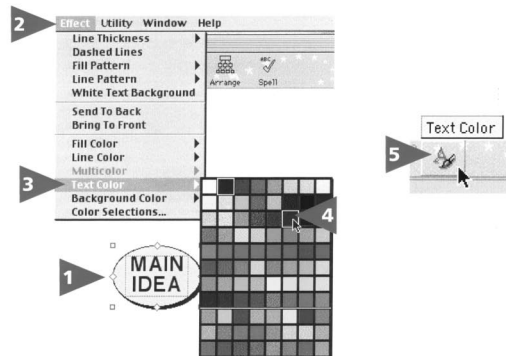 2
Effect Utility Window Help
Line Thickness
Dashed Lines
Fill Pattern
Line Pattern
White Text Background
Send To Back
Bring To Front
Fill Color
Line Color
Multicolor
3
Text Color
Background Color
Color Selections...
Arrange
ABC
Spell
4
1
MAIN
IDEA
Text Color
5